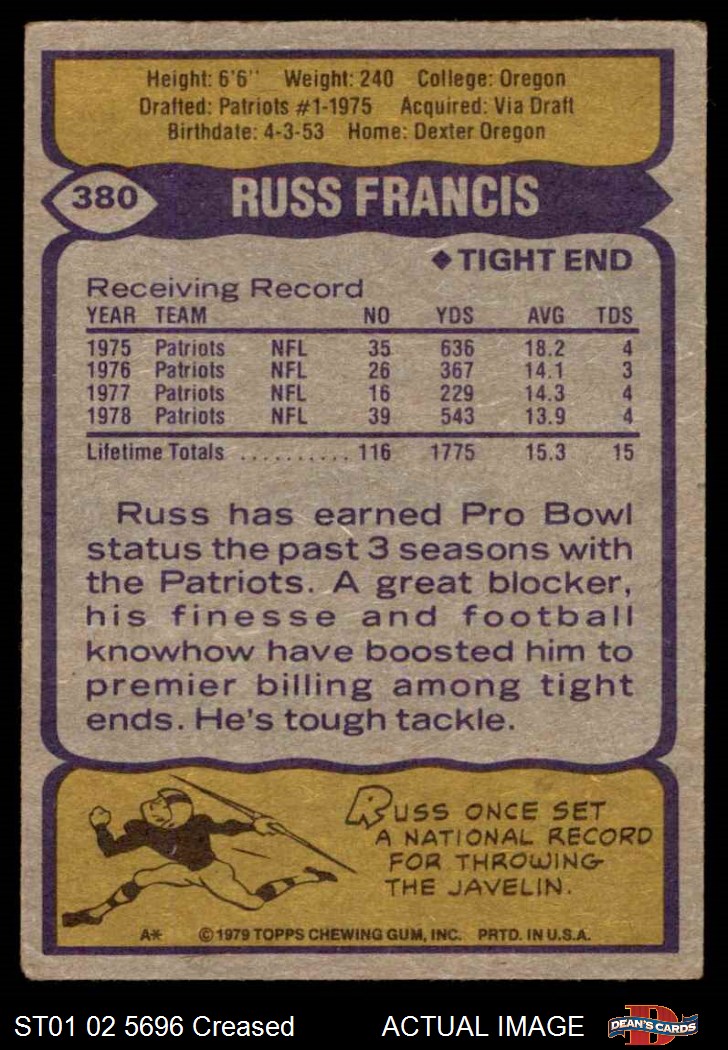 Height: 6'6" Weight: 240 College: Oregon
Drafted: Patriots #1-1975 Acquired: Via Draft
Birthdate: 4-3-53 Home: Dexter Oregon
380 RUSS FRANCIS
◆TIGHT END
Receiving Record
YEAR TEAM NO YDS AVG TDS
1975 Patriots NFL 35 636 18.2 4
1976 Patriots NFL 26 367 14.1 3
1977 Patriots NFL 16 229 14.3 4
1978 Patriots NFL 39 543 13.9 4
Lifetime Totals .......... 116 1775 15.3 15
Russ has earned Pro Bowl
status the past 3 seasons with
the Patriots. A great blocker,
his finesse and football
knowhow have boosted him to
premier billing among tight
ends. He's tough tackle.
RUSS ONCE SET
A NATIONAL RECORD
FOR THROWING
THE JAVELIN.
A* ©1979 TOPPS CHEWING GUM, INC. PRTD. IN U.S.A.
ST01 02 5696 Creased ACTUAL IMAGE D DEAN'S CARDS